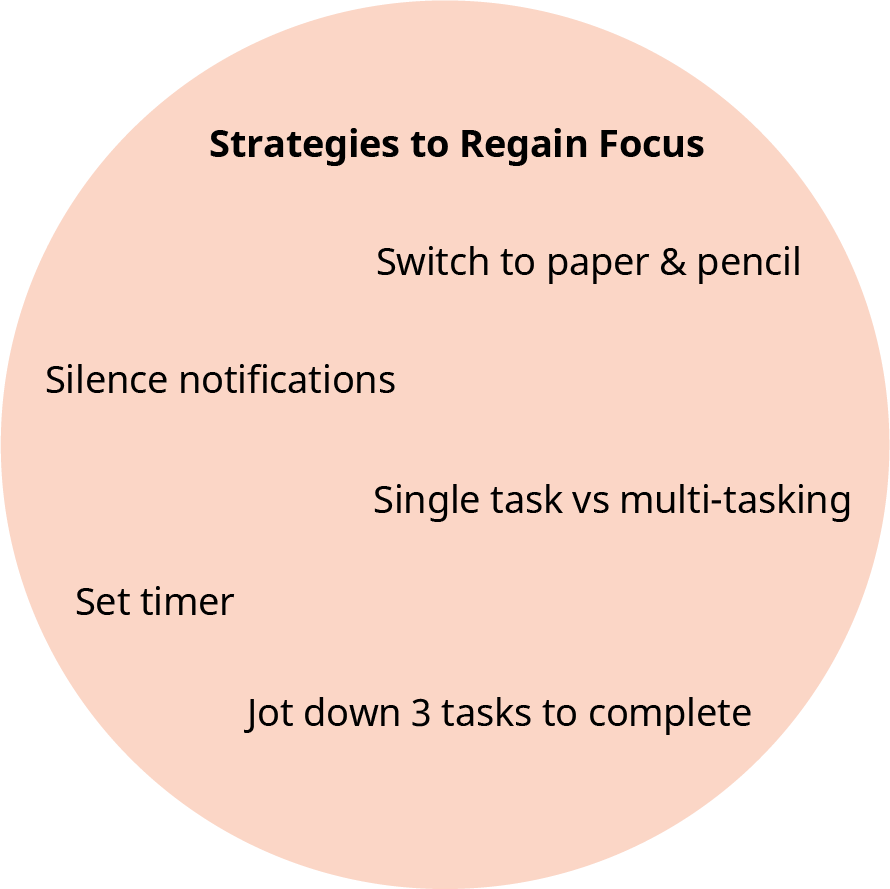 Strategies to Regain Focus
Switch to paper & pencil
Silence notifications
Single task vs multi-tasking
Set timer
Jot down 3 tasks to complete